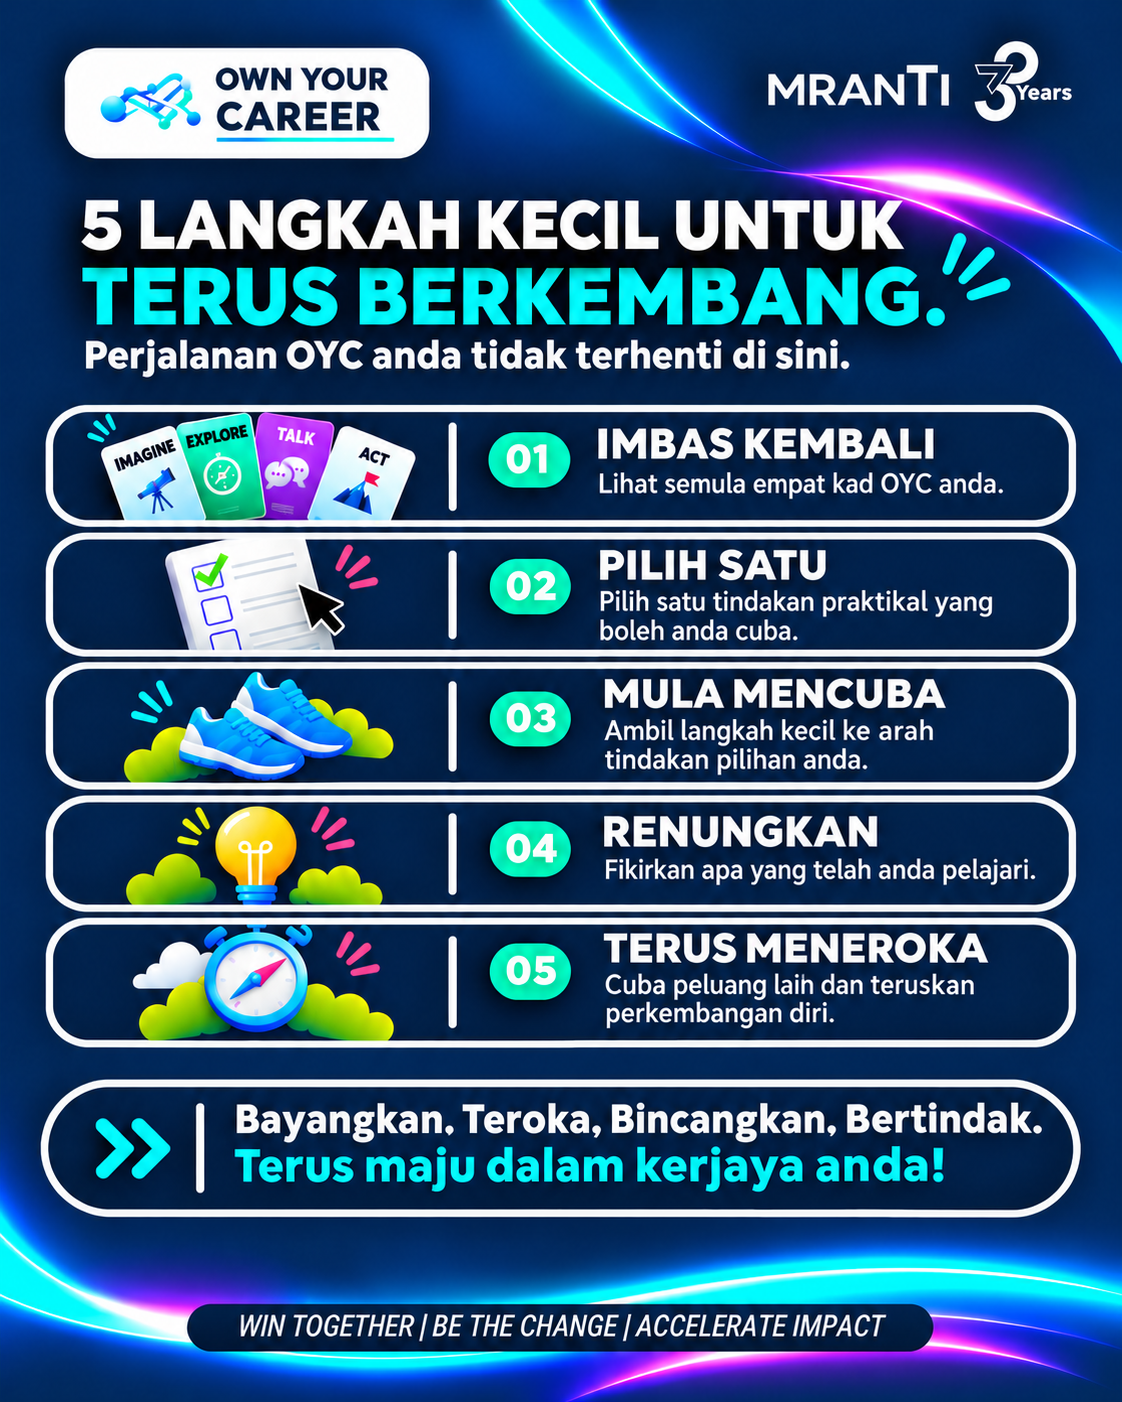 OWN YOUR
CAREER
MRANTI
3 Years
5 LANGKAH KECIL UNTUK
TERUS BERKEMBANG.
Perjalanan OYC anda tidak terhenti di sini.
IMAGINE
EXPLORE
TALK
ACT
01
IMBAS KEMBALI
Lihat semula empat kad OYC anda.
02
PILIH SATU
Pilih satu tindakan praktikal yang
boleh anda cuba.
03
MULA MENCUBA
Ambil langkah kecil ke arah
tindakan pilihan anda.
04
RENUNGKAN
Fikirkan apa yang telah anda pelajari.
05
TERUS MENEROKA
Cuba peluang laih dan teruskan
perkembangan diri.
Bayangkan. Teroka, Bincangkan, Bertindak.
Terus maju dalam kerjaya anda!
WIN TOGETHER | BE THE CHANGE | ACCELERATE IMPACT